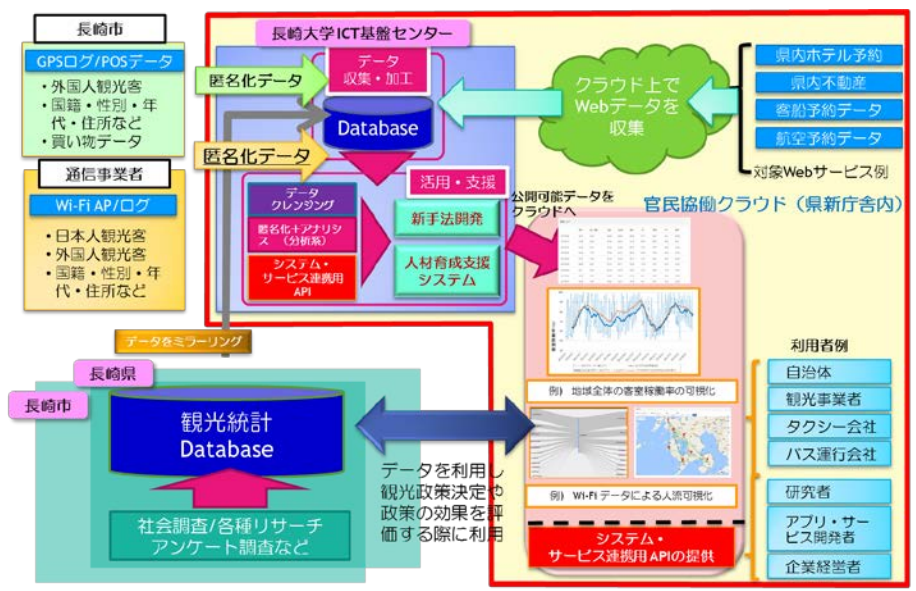 長崎市
GPSログ/POSデータ
・外国人観光客
・国籍・性別・年
代・住所など
・買い物データ
通信事業者
Wi-Fi AP/ログ
・日本人観光客
・外国人観光客
・国籍・性別・年
代・住所など
長崎大学ICT基盤センター
データ
収集・加工
匿名化データ
Database
匿名化データ
活用・支援
データ
クレンジング
匿名化+アナリシ
ス（分析系）
システム・
サービス連携用
API
新手法開発
人材育成支援
システム
クラウド上で
Webデータを
収集
県内ホテル予約
県内不動産
客船予約データ
航空予約データ
対象Webサービス例
公開可能データを
クラウドへ
官民協働クラウド（県新庁舎内）
例） 地域全体の客室稼働率の可視化
例） Wi-Fi データによる人流可視化
システム・
サービス連携用APIの提供
利用者例
自治体
観光事業者
タクシー会社
バス運行会社
研究者
アプリ・サー
ビス開発者
企業経営者
データをミラーリング
長崎県
長崎市
観光統計
Database
社会調査/各種リサーチ
アンケート調査など
データを利用し
観光政策決定や
政策の効果を評
価する際に利用